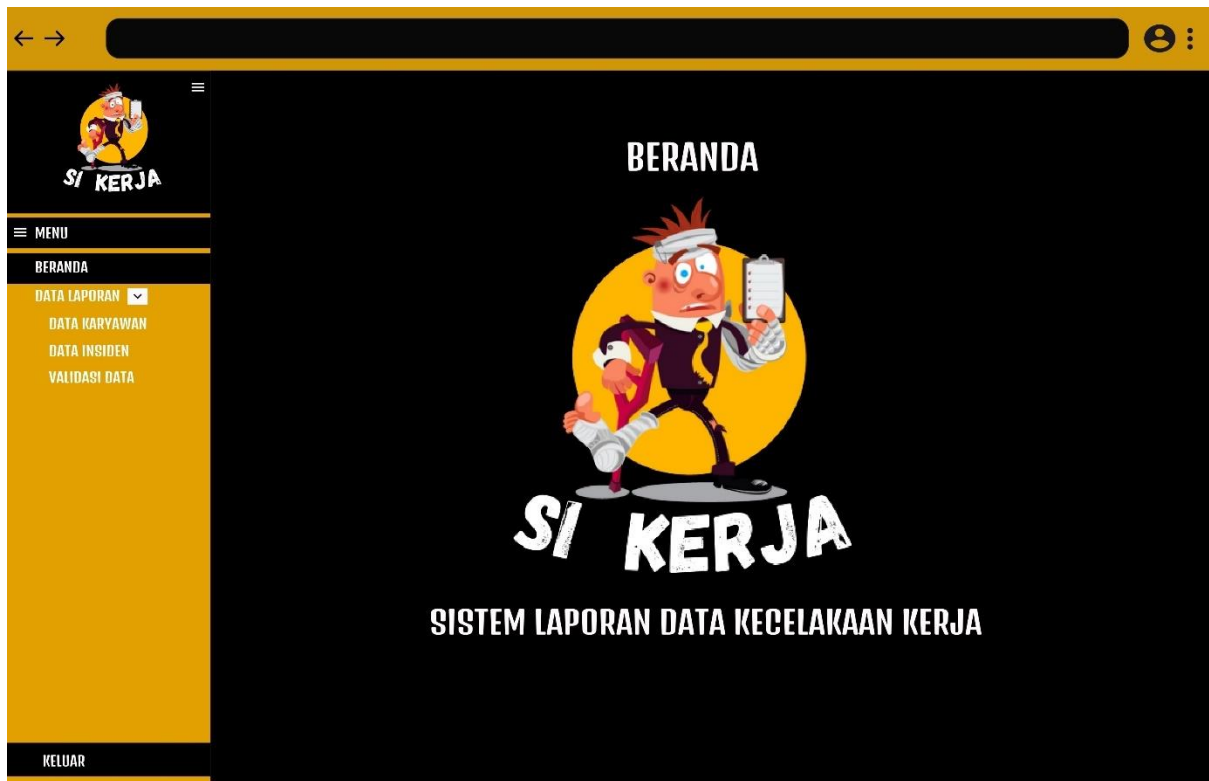 SI KERJA
MENU
BERANDA
DATA LAPORAN
DATA KARYAWAN
DATA INSIDEN
VALIDASI DATA
KELUAR
BERANDA
SI KERJA
SISTEM LAPORAN DATA KECELAKAAN KERJA